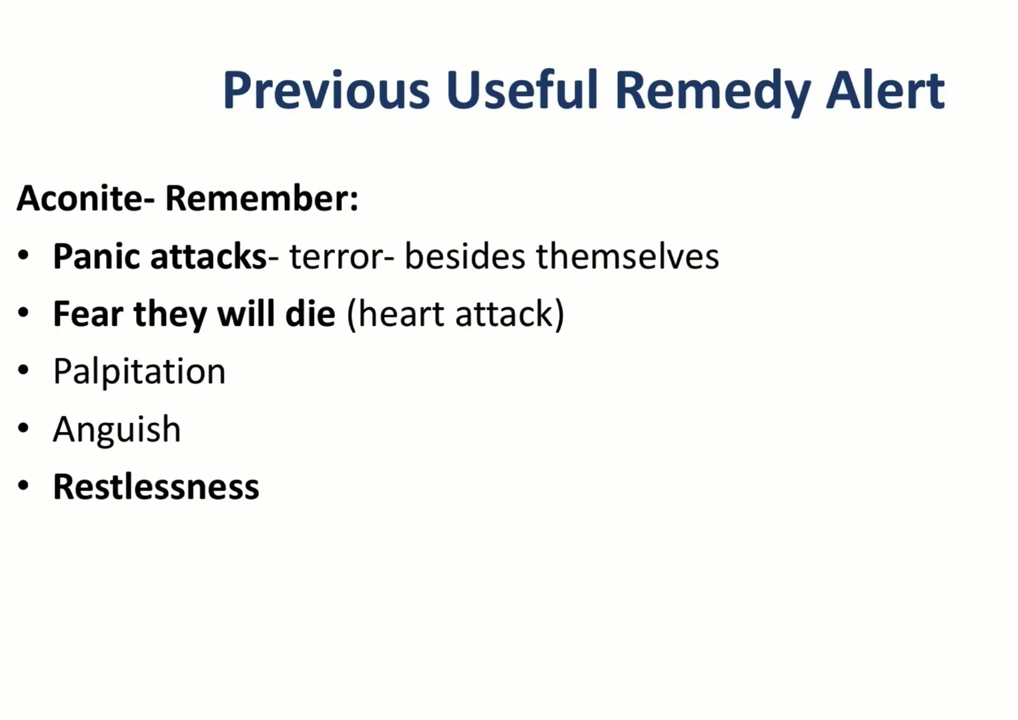 Previous Useful Remedy Alert
Aconite- Remember:
• Panic attacks- terror- besides themselves
• Fear they will die (heart attack)
• Palpitation
• Anguish
• Restlessness